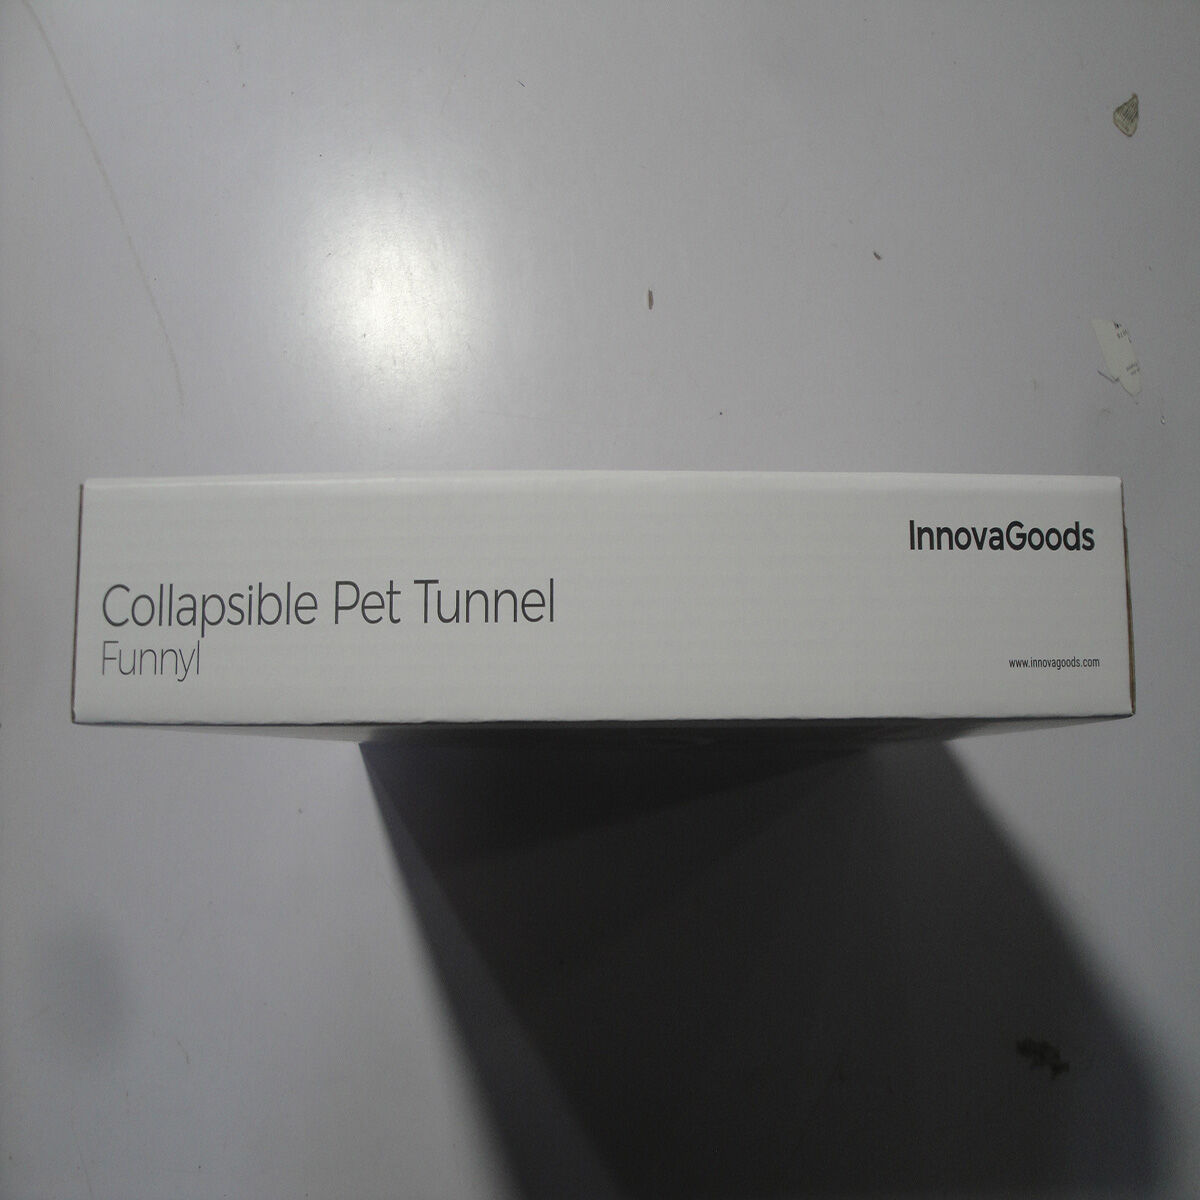 InnovaGoods
Collapsible Pet Tunnel
Funnyl
www.innovagoods.com